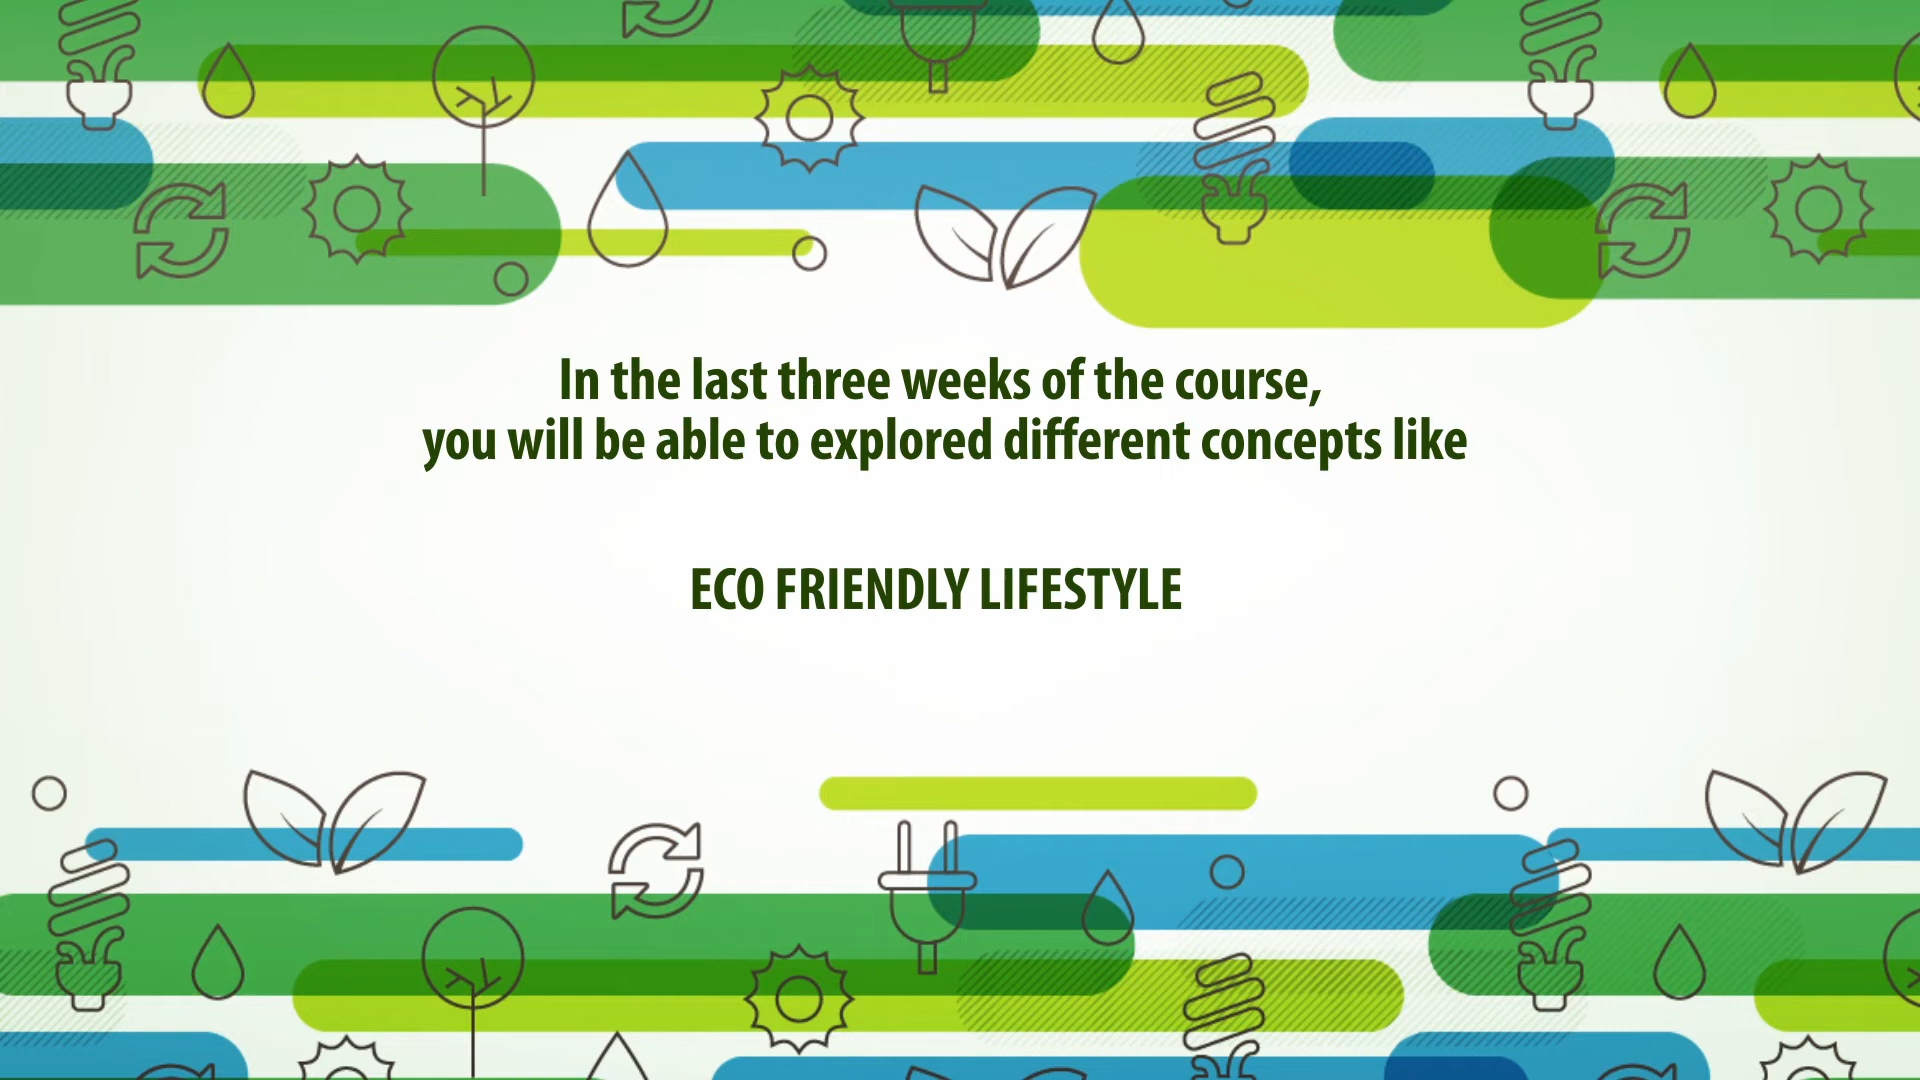 In the last three weeks of the course,
you will be able to explored different concepts like
ECO FRIENDLY LIFESTYLE